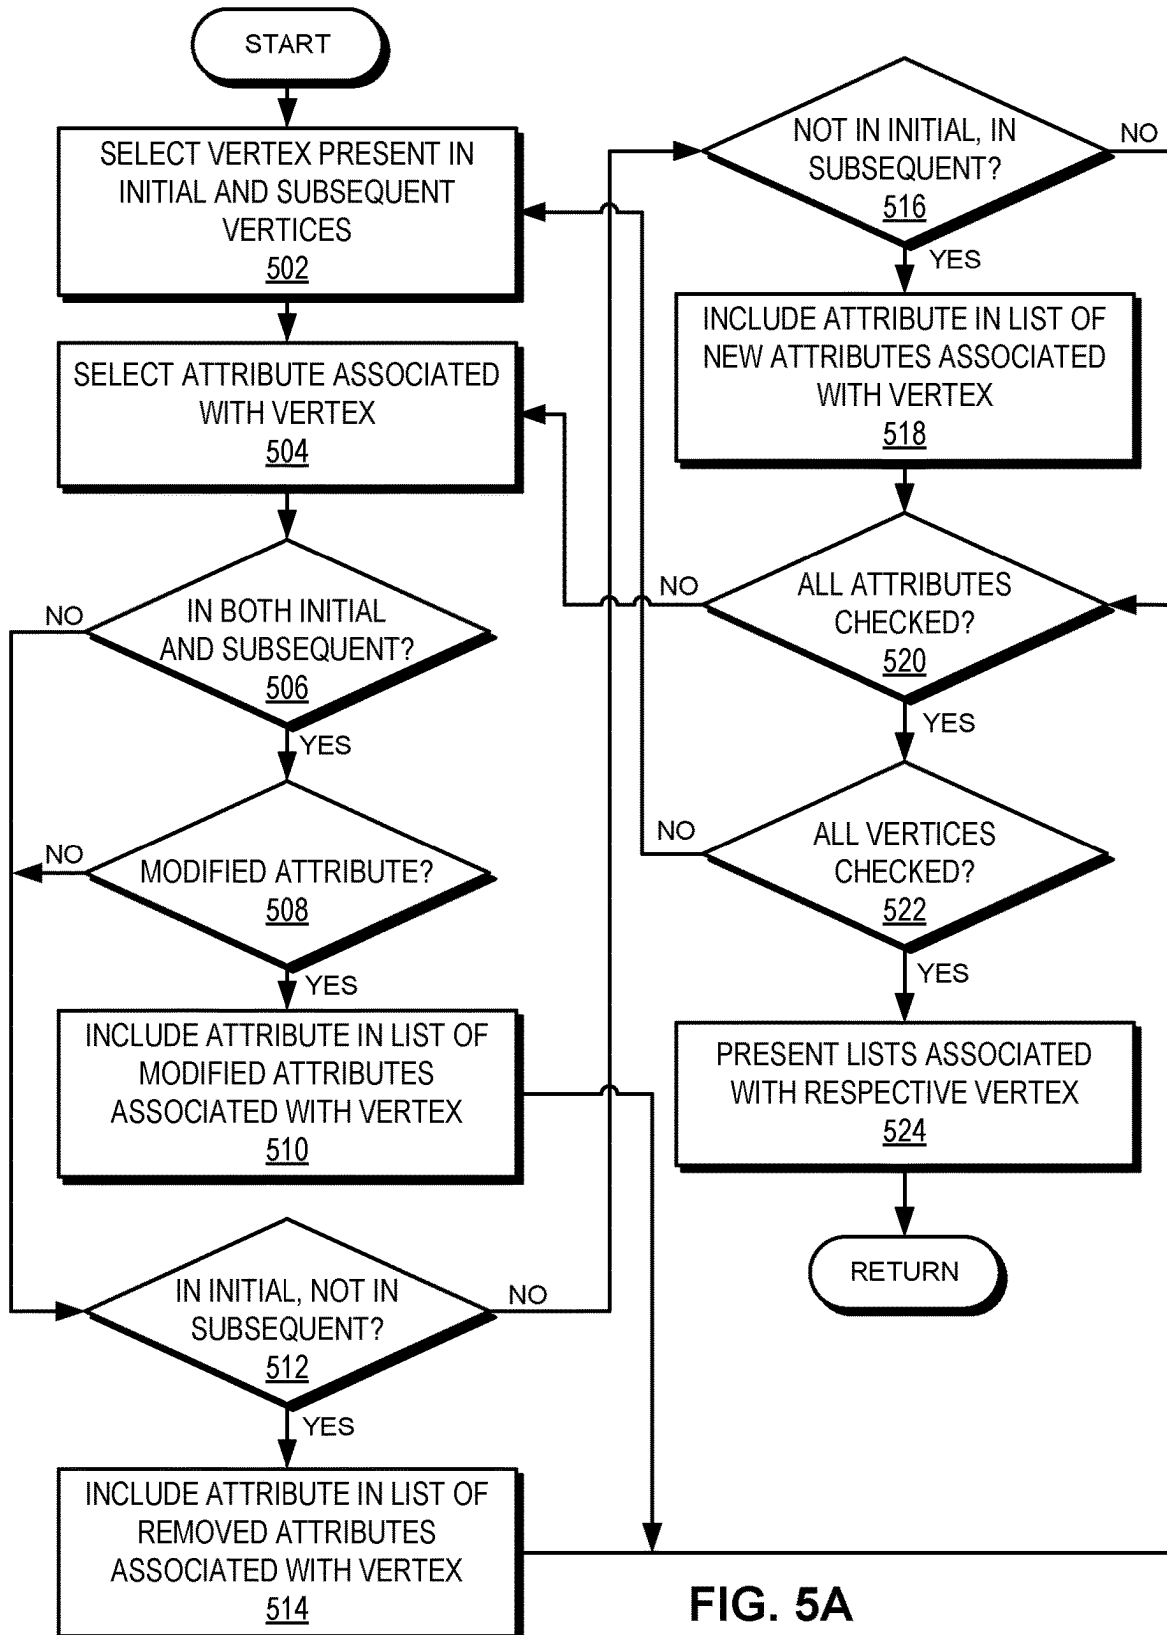 START
SELECT VERTEX PRESENT IN
INITIAL AND SUBSEQUENT
VERTICES
502
SELECT ATTRIBUTE ASSOCIATED
WITH VERTEX
504
NO
IN BOTH INITIAL
AND SUBSEQUENT?
506
YES
NO
MODIFIED ATTRIBUTE?
508
YES
INCLUDE ATTRIBUTE IN LIST OF
MODIFIED ATTRIBUTES
ASSOCIATED WITH VERTEX
510
IN INITIAL, NOT IN
SUBSEQUENT?
512
NO
YES
INCLUDE ATTRIBUTE IN LIST OF
REMOVED ATTRIBUTES
ASSOCIATED WITH VERTEX
514
NOT IN INITIAL, IN
SUBSEQUENT?
516
NO
YES
INCLUDE ATTRIBUTE IN LIST OF
NEW ATTRIBUTES ASSOCIATED
WITH VERTEX
518
NO
ALL ATTRIBUTES
CHECKED?
520
YES
NO
ALL VERTICES
CHECKED?
522
YES
PRESENT LISTS ASSOCIATED
WITH RESPECTIVE VERTEX
524
RETURN
FIG. 5A